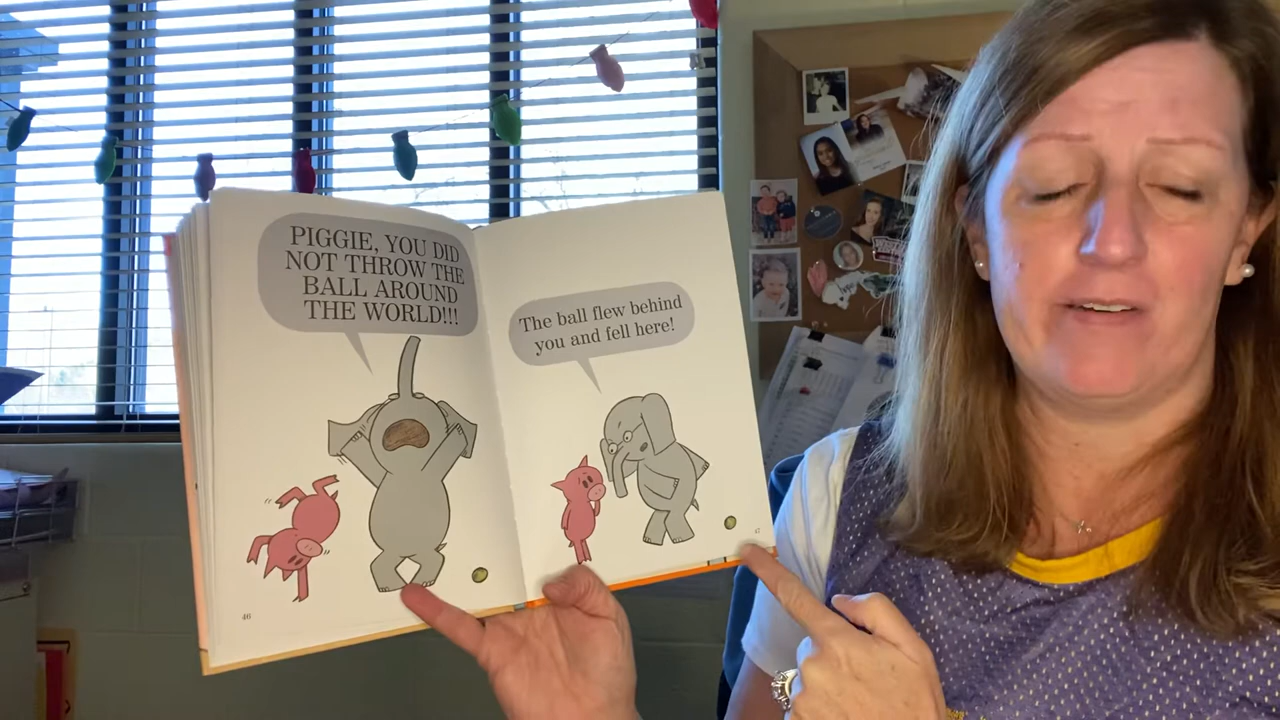 PIGGIE, YOU DID
NOT THROW THE
BALL AROUND
THE WORLD!!!
46
The ball flew behind
you and fell here!
47